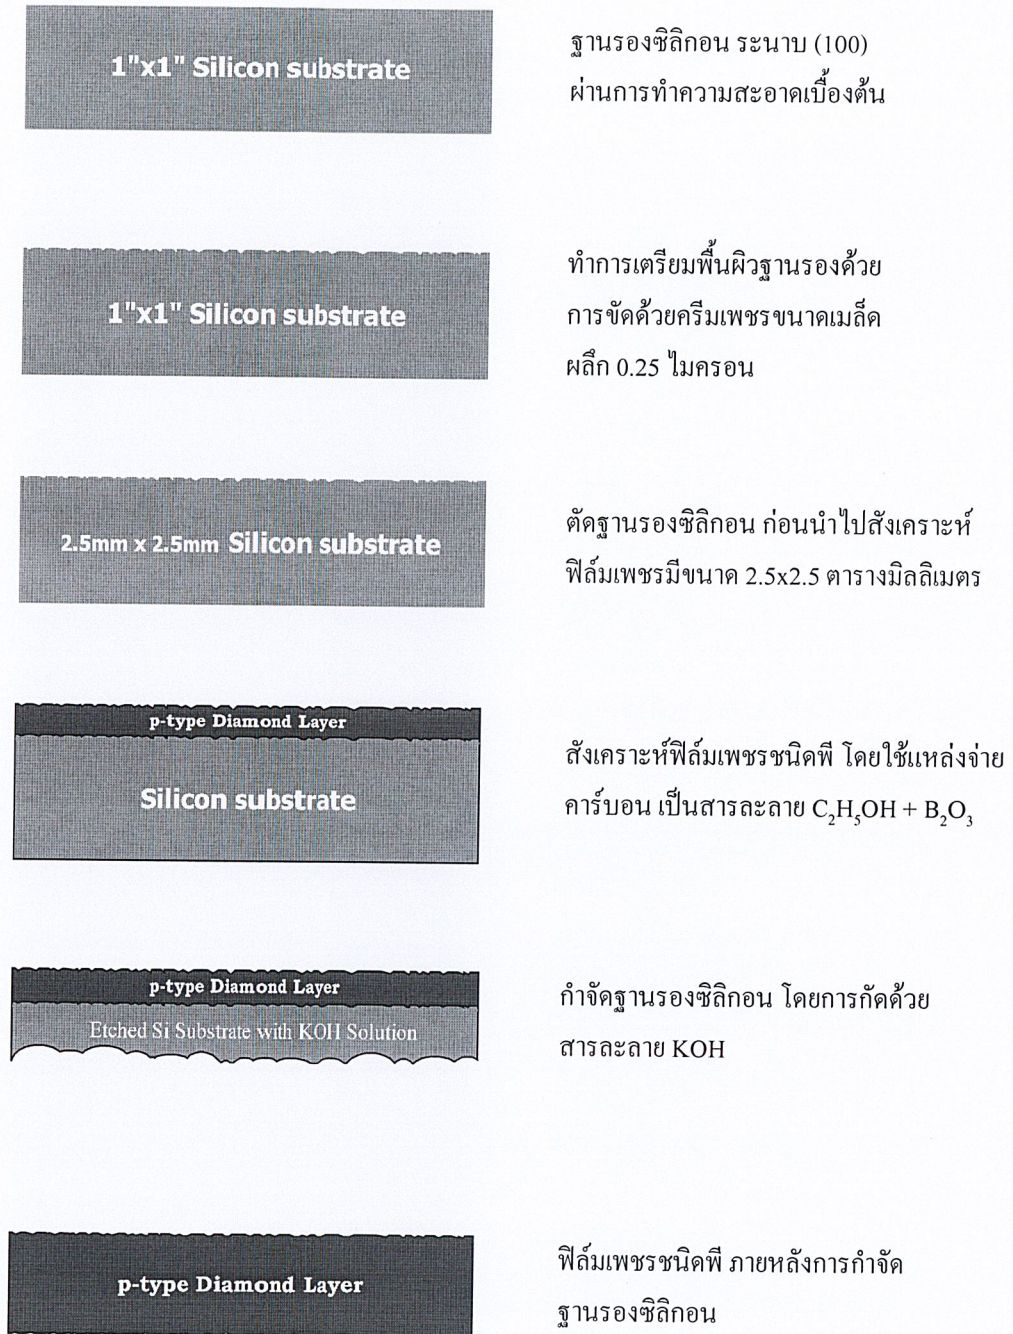 1"x1" Silicon substrate
ฐานรองซิลิกอน ระนาบ (100)
ผ่านการทำความสะอาดเบื้องต้น
1"x1" Silicon substrate
ทำการเตรียมพื้นผิวฐานรองด้วย
การขัดด้วยครีมเพชรขนาดเมล็ด
ผลึก 0.25 ไมครอน
2.5mm x 2.5mm Silicon substrate
ตัดฐานรองซิลิกอน ก่อนนำไปสังเคราะห์
ฟิล์มเพชรมีขนาด 2.5x2.5 ตารางมิลลิเมตร
p-type Diamond Layer
Silicon substrate
สังเคราะห์ฟิล์มเพชรชนิดพี โดยใช้แหล่งจ่าย
คาร์บอน เป็นสารละลาย C₂H₅OH + B₂O₃
p-type Diamond Layer
Etched Si Substrate with KOH Solution
กำจัดฐานรองซิลิกอน โดยการกัดด้วย
สารละลาย KOH
p-type Diamond Layer
ฟิล์มเพชรชนิดพี ภายหลังการกำจัด
ฐานรองซิลิกอน